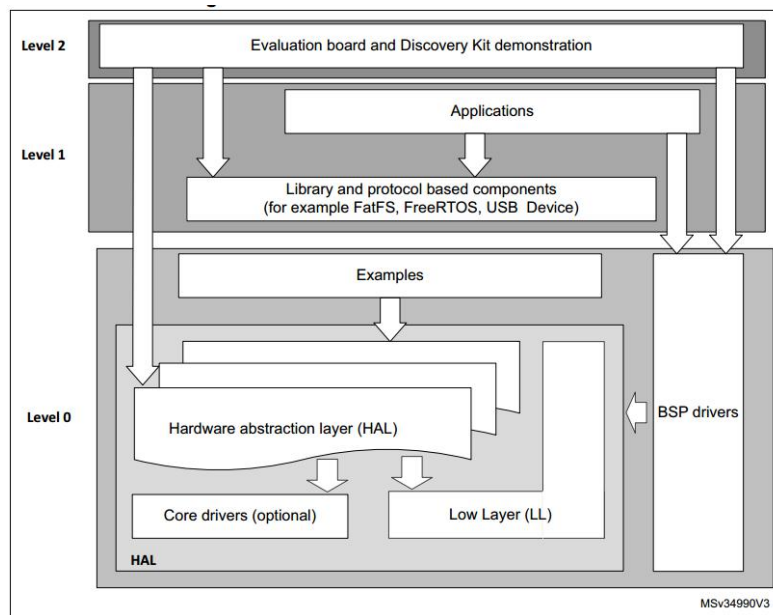 Level 2
Evaluation board and Discovery Kit demonstration
Applications
Level 1
Library and protocol based components
(for example FatFS, FreeRTOS, USB Device)
Examples
Level 0
Hardware abstraction layer (HAL)
BSP drivers
Core drivers (optional)
Low Layer (LL)
HAL
MSv34990V3